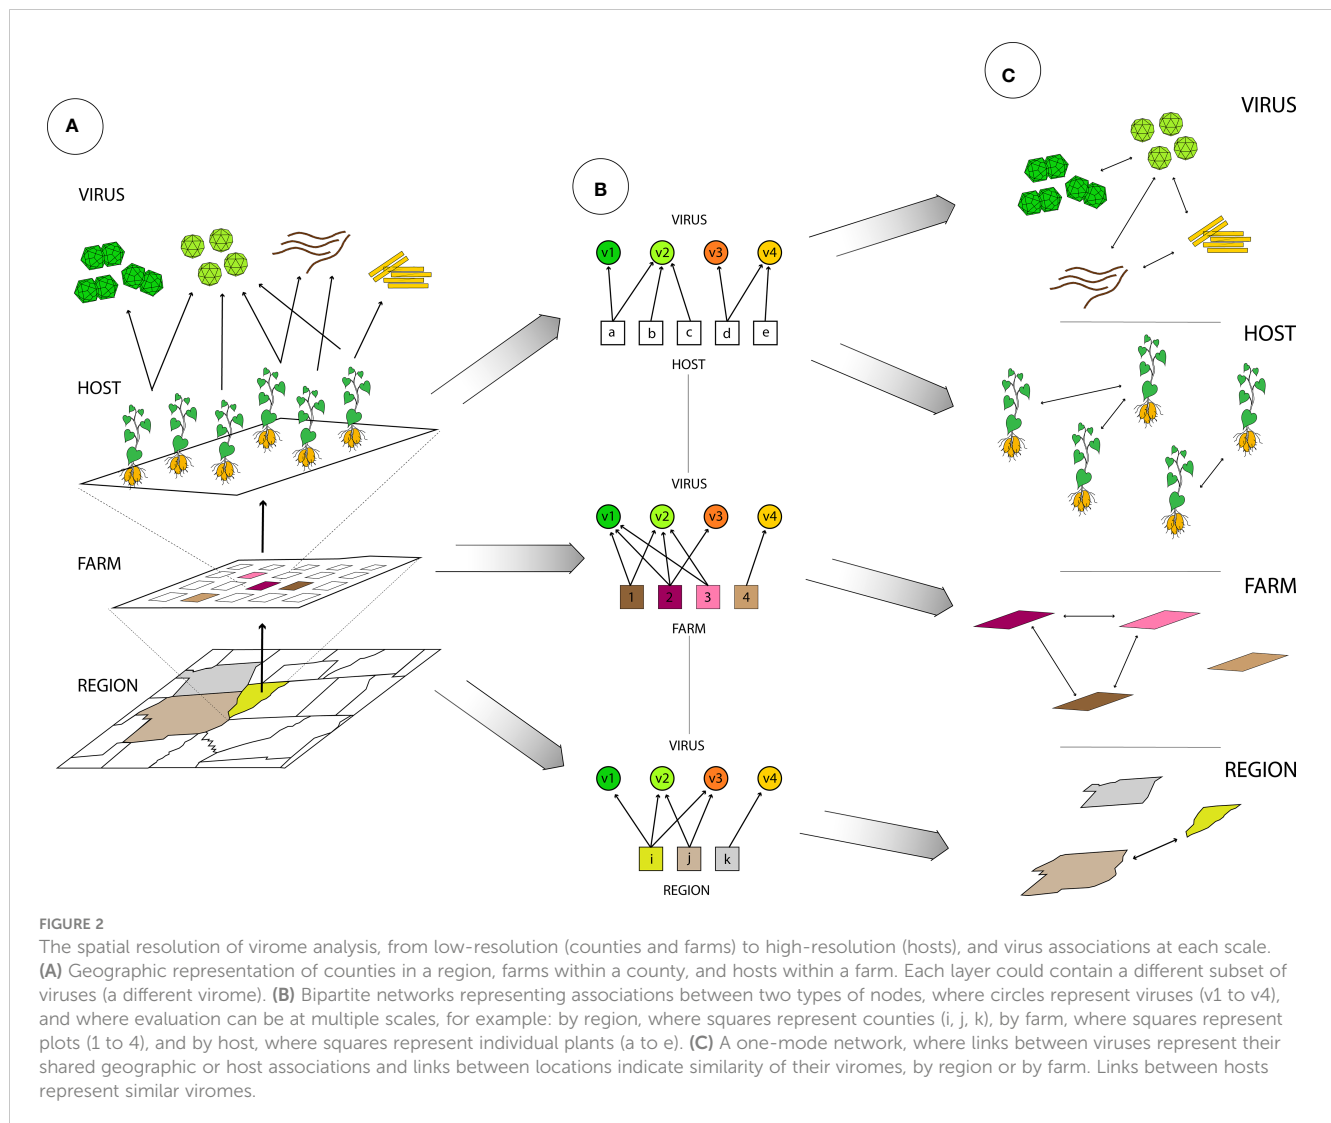 A
VIRUS
HOST
FARM
REGION
B
VIRUS
v1 v2 v3 v4
a b c d e
HOST
VIRUS
v1 v2 v3 v4
1 2 3 4
FARM
VIRUS
v1 v2 v3 v4
i j k
REGION
C
VIRUS
HOST
FARM
REGION
FIGURE 2
The spatial resolution of virome analysis, from low-resolution (counties and farms) to high-resolution (hosts), and virus associations at each scale.
(A) Geographic representation of counties in a region, farms within a county, and hosts within a farm. Each layer could contain a different subset of
viruses (a different virome). (B) Bipartite networks representing associations between two types of nodes, where circles represent viruses (v1 to v4),
and where evaluation can be at multiple scales, for example: by region, where squares represent counties (i, j, k), by farm, where squares represent
plots (1 to 4), and by host, where squares represent individual plants (a to e). (C) A one-mode network, where links between viruses represent their
shared geographic or host associations and links between locations indicate similarity of their viromes, by region or by farm. Links between hosts
represent similar viromes.